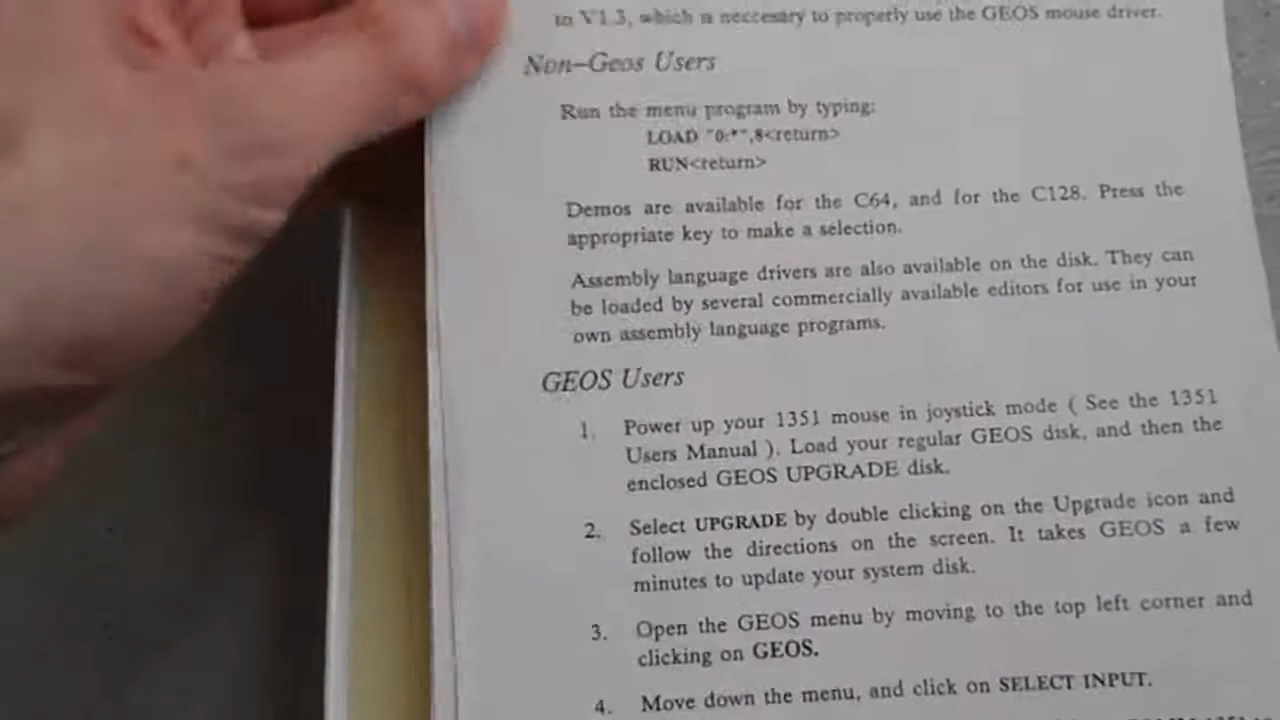 to V1.3, which is neccesary to properly use the GEOS mouse driver.
Non-Geos Users
Run the menu program by typing:
LOAD "0:*",8<return>
RUN<return>
Demos are available for the C64, and for the C128. Press the
appropriate key to make a selection.
Assembly language drivers are also available on the disk. They can
be loaded by several commercially available editors for use in your
own assembly language programs.
GEOS Users
1. Power up your 1351 mouse in joystick mode ( See the 1351
Users Manual ). Load your regular GEOS disk, and then the
enclosed GEOS UPGRADE disk.
2. Select UPGRADE by double clicking on the Upgrade icon and
follow the directions on the screen. It takes GEOS a few
minutes to update your system disk.
3. Open the GEOS menu by moving to the top left corner and
clicking on GEOS.
4. Move down the menu, and click on SELECT INPUT.